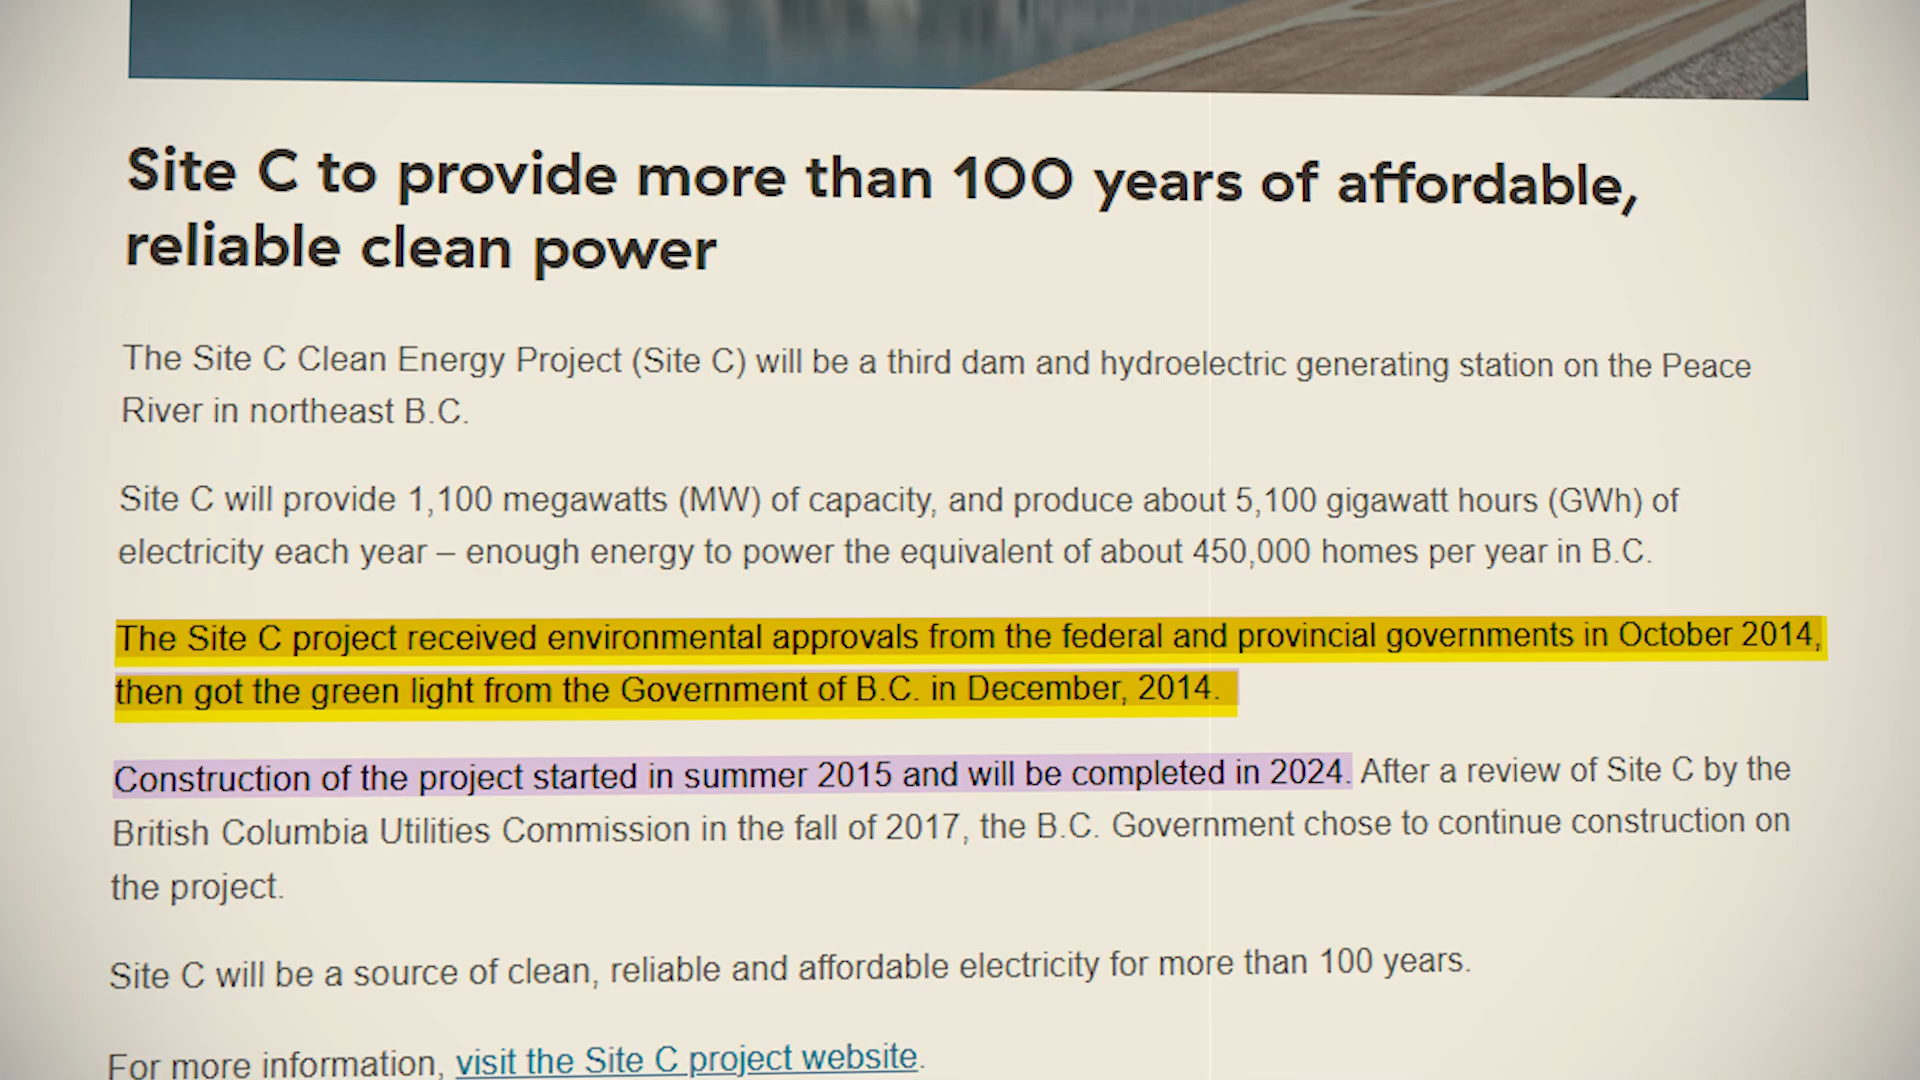 Site C to provide more than 100 years of affordable,
reliable clean power
The Site C Clean Energy Project (Site C) will be a third dam and hydroelectric generating station on the Peace
River in northeast B.C.
Site C will provide 1,100 megawatts (MW) of capacity, and produce about 5,100 gigawatt hours (GWh) of
electricity each year – enough energy to power the equivalent of about 450,000 homes per year in B.C.
The Site C project received environmental approvals from the federal and provincial governments in October 2014,
then got the green light from the Government of B.C. in December, 2014.
Construction of the project started in summer 2015 and will be completed in 2024. After a review of Site C by the
British Columbia Utilities Commission in the fall of 2017, the B.C. Government chose to continue construction on
the project.
Site C will be a source of clean, reliable and affordable electricity for more than 100 years.
For more information, visit the Site C project website.